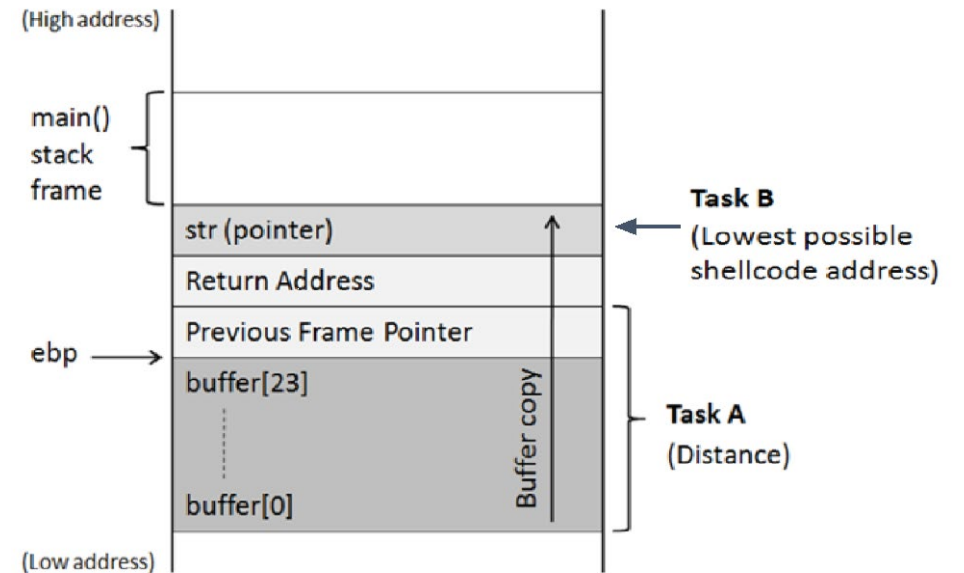 (High address)
main()
stack
frame
str (pointer)
Task B
(Lowest possible
shellcode address)
Return Address
Previous Frame Pointer
ebp
buffer[23]
Buffer copy
Task A
(Distance)
buffer[0]
(Low address)